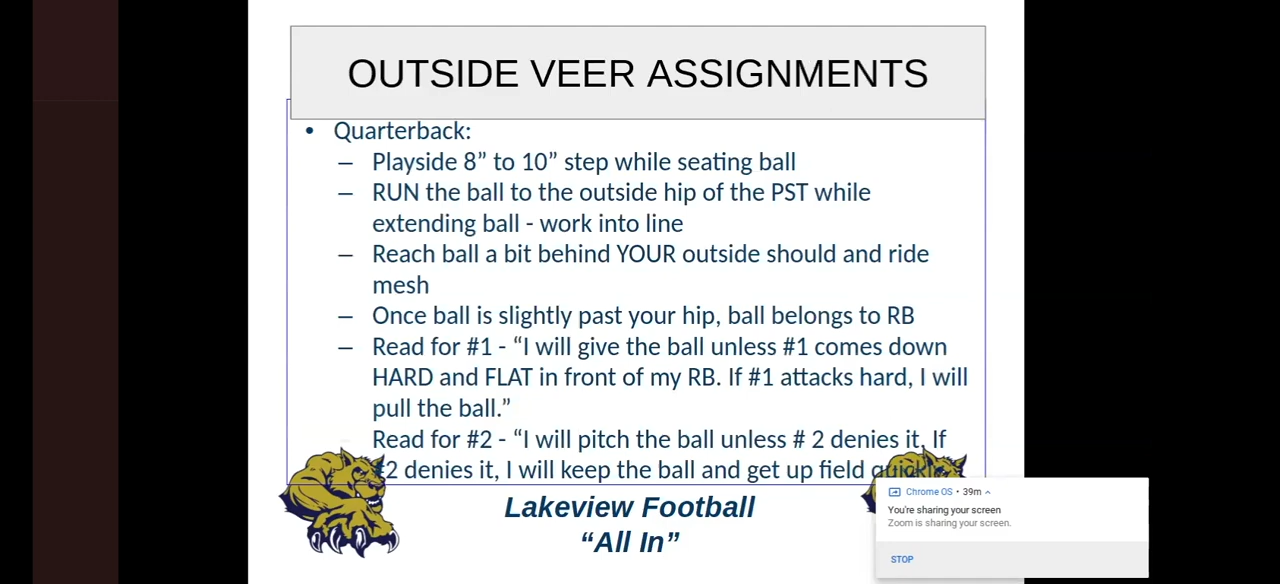 OUTSIDE VEER ASSIGNMENTS
• Quarterback:
– Playside 8” to 10” step while seating ball
– RUN the ball to the outside hip of the PST while
extending ball - work into line
– Reach ball a bit behind YOUR outside should and ride
mesh
– Once ball is slightly past your hip, ball belongs to RB
– Read for #1 - “I will give the ball unless #1 comes down
HARD and FLAT in front of my RB. If #1 attacks hard, I will
pull the ball.”
Read for #2 - “I will pitch the ball unless # 2 denies it. If
#2 denies it, I will keep the ball and get up field
Lakeview Football
“All In”
Chrome OS • 39m
You're sharing your screen
Zoom is sharing your screen.
STOP